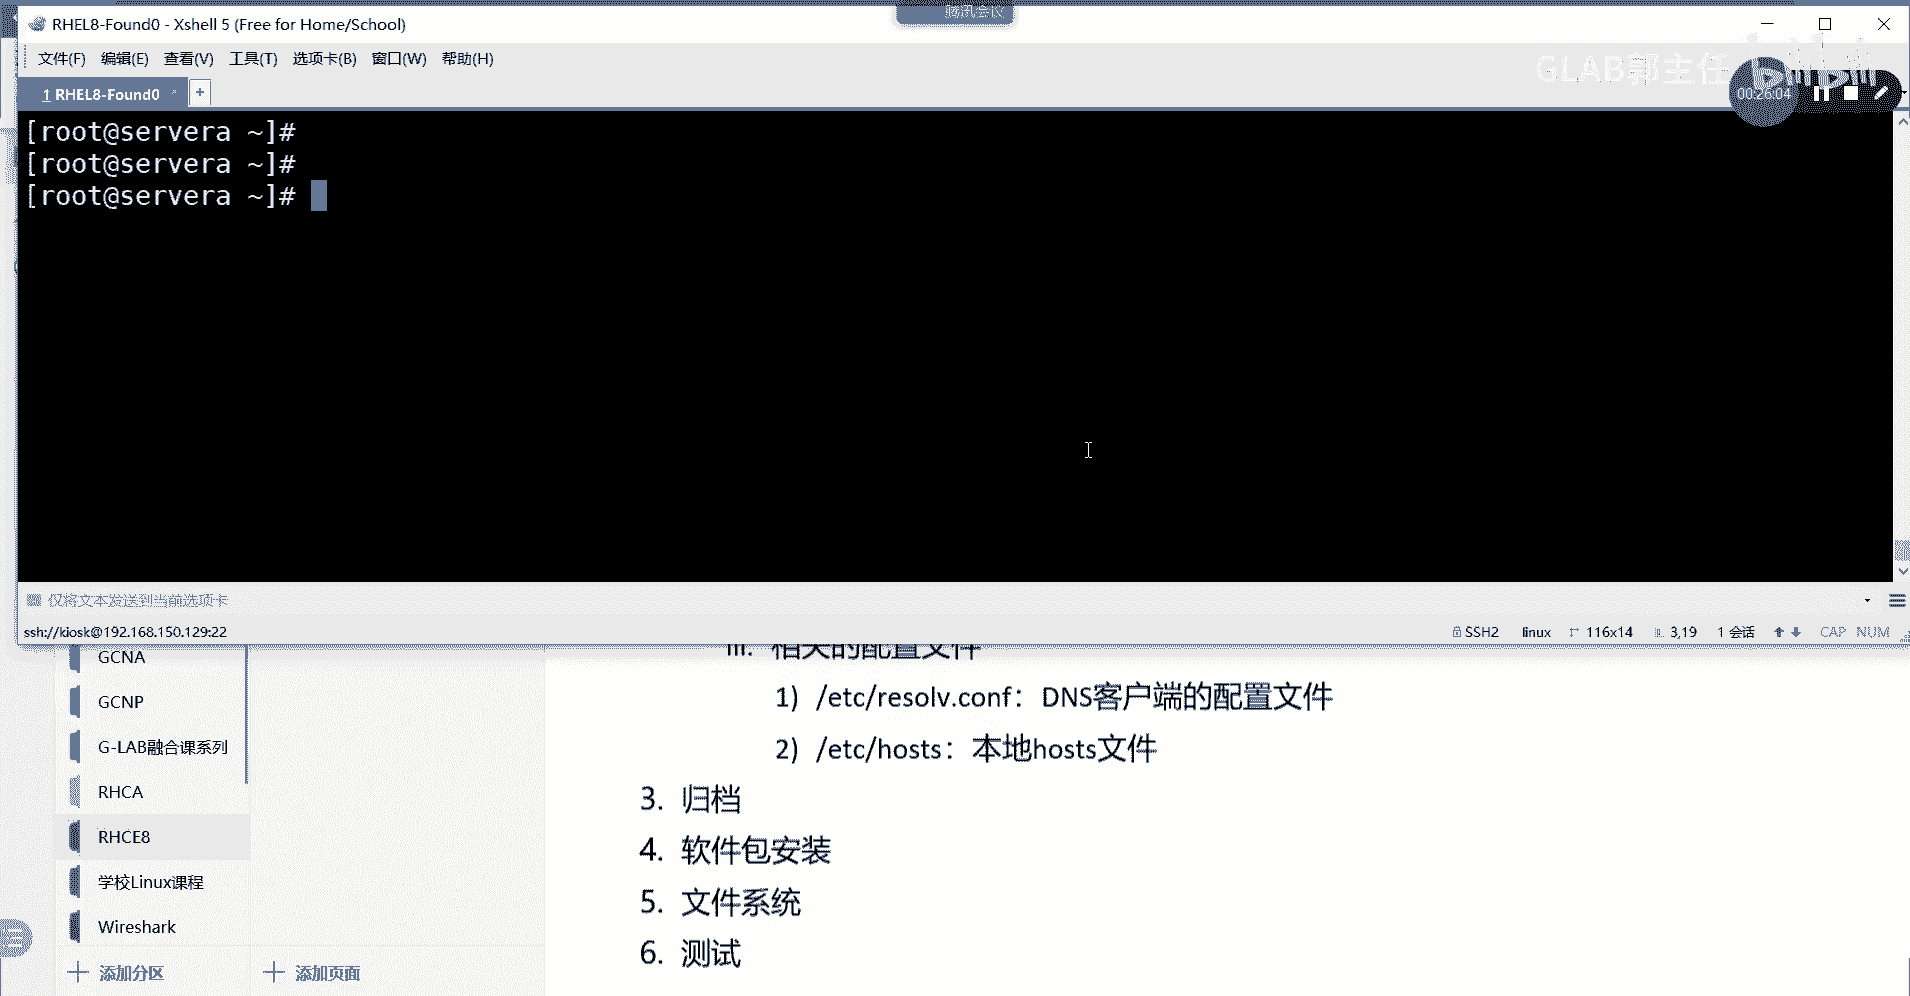 腾讯会议
RHEL8-Found0 - Xshell 5 (Free for Home/School)
文件(F) 编辑(E) 查看(V) 工具(T) 选项卡(B) 窗口(W) 帮助(H)
GLAB郭主任 bilibili
1 RHEL8-Found0 × +
00:26:04
[root@servera ~]#
[root@servera ~]#
[root@servera ~]#
仅将文本发送到当前选项卡
ssh://kiosk@192.168.150.129:22 SSH2 linux 116x14 3,19 1 会话 CAP NUM
GCNA
iii. 相关的配置文件
GCNP
1) /etc/resolv.conf：DNS客户端的配置文件
G-LAB融合课系列
2) /etc/hosts：本地hosts文件
RHCA
3. 归档
RHCE8
4. 软件包安装
学校Linux课程
5. 文件系统
Wireshark
6. 测试
添加分区 添加页面